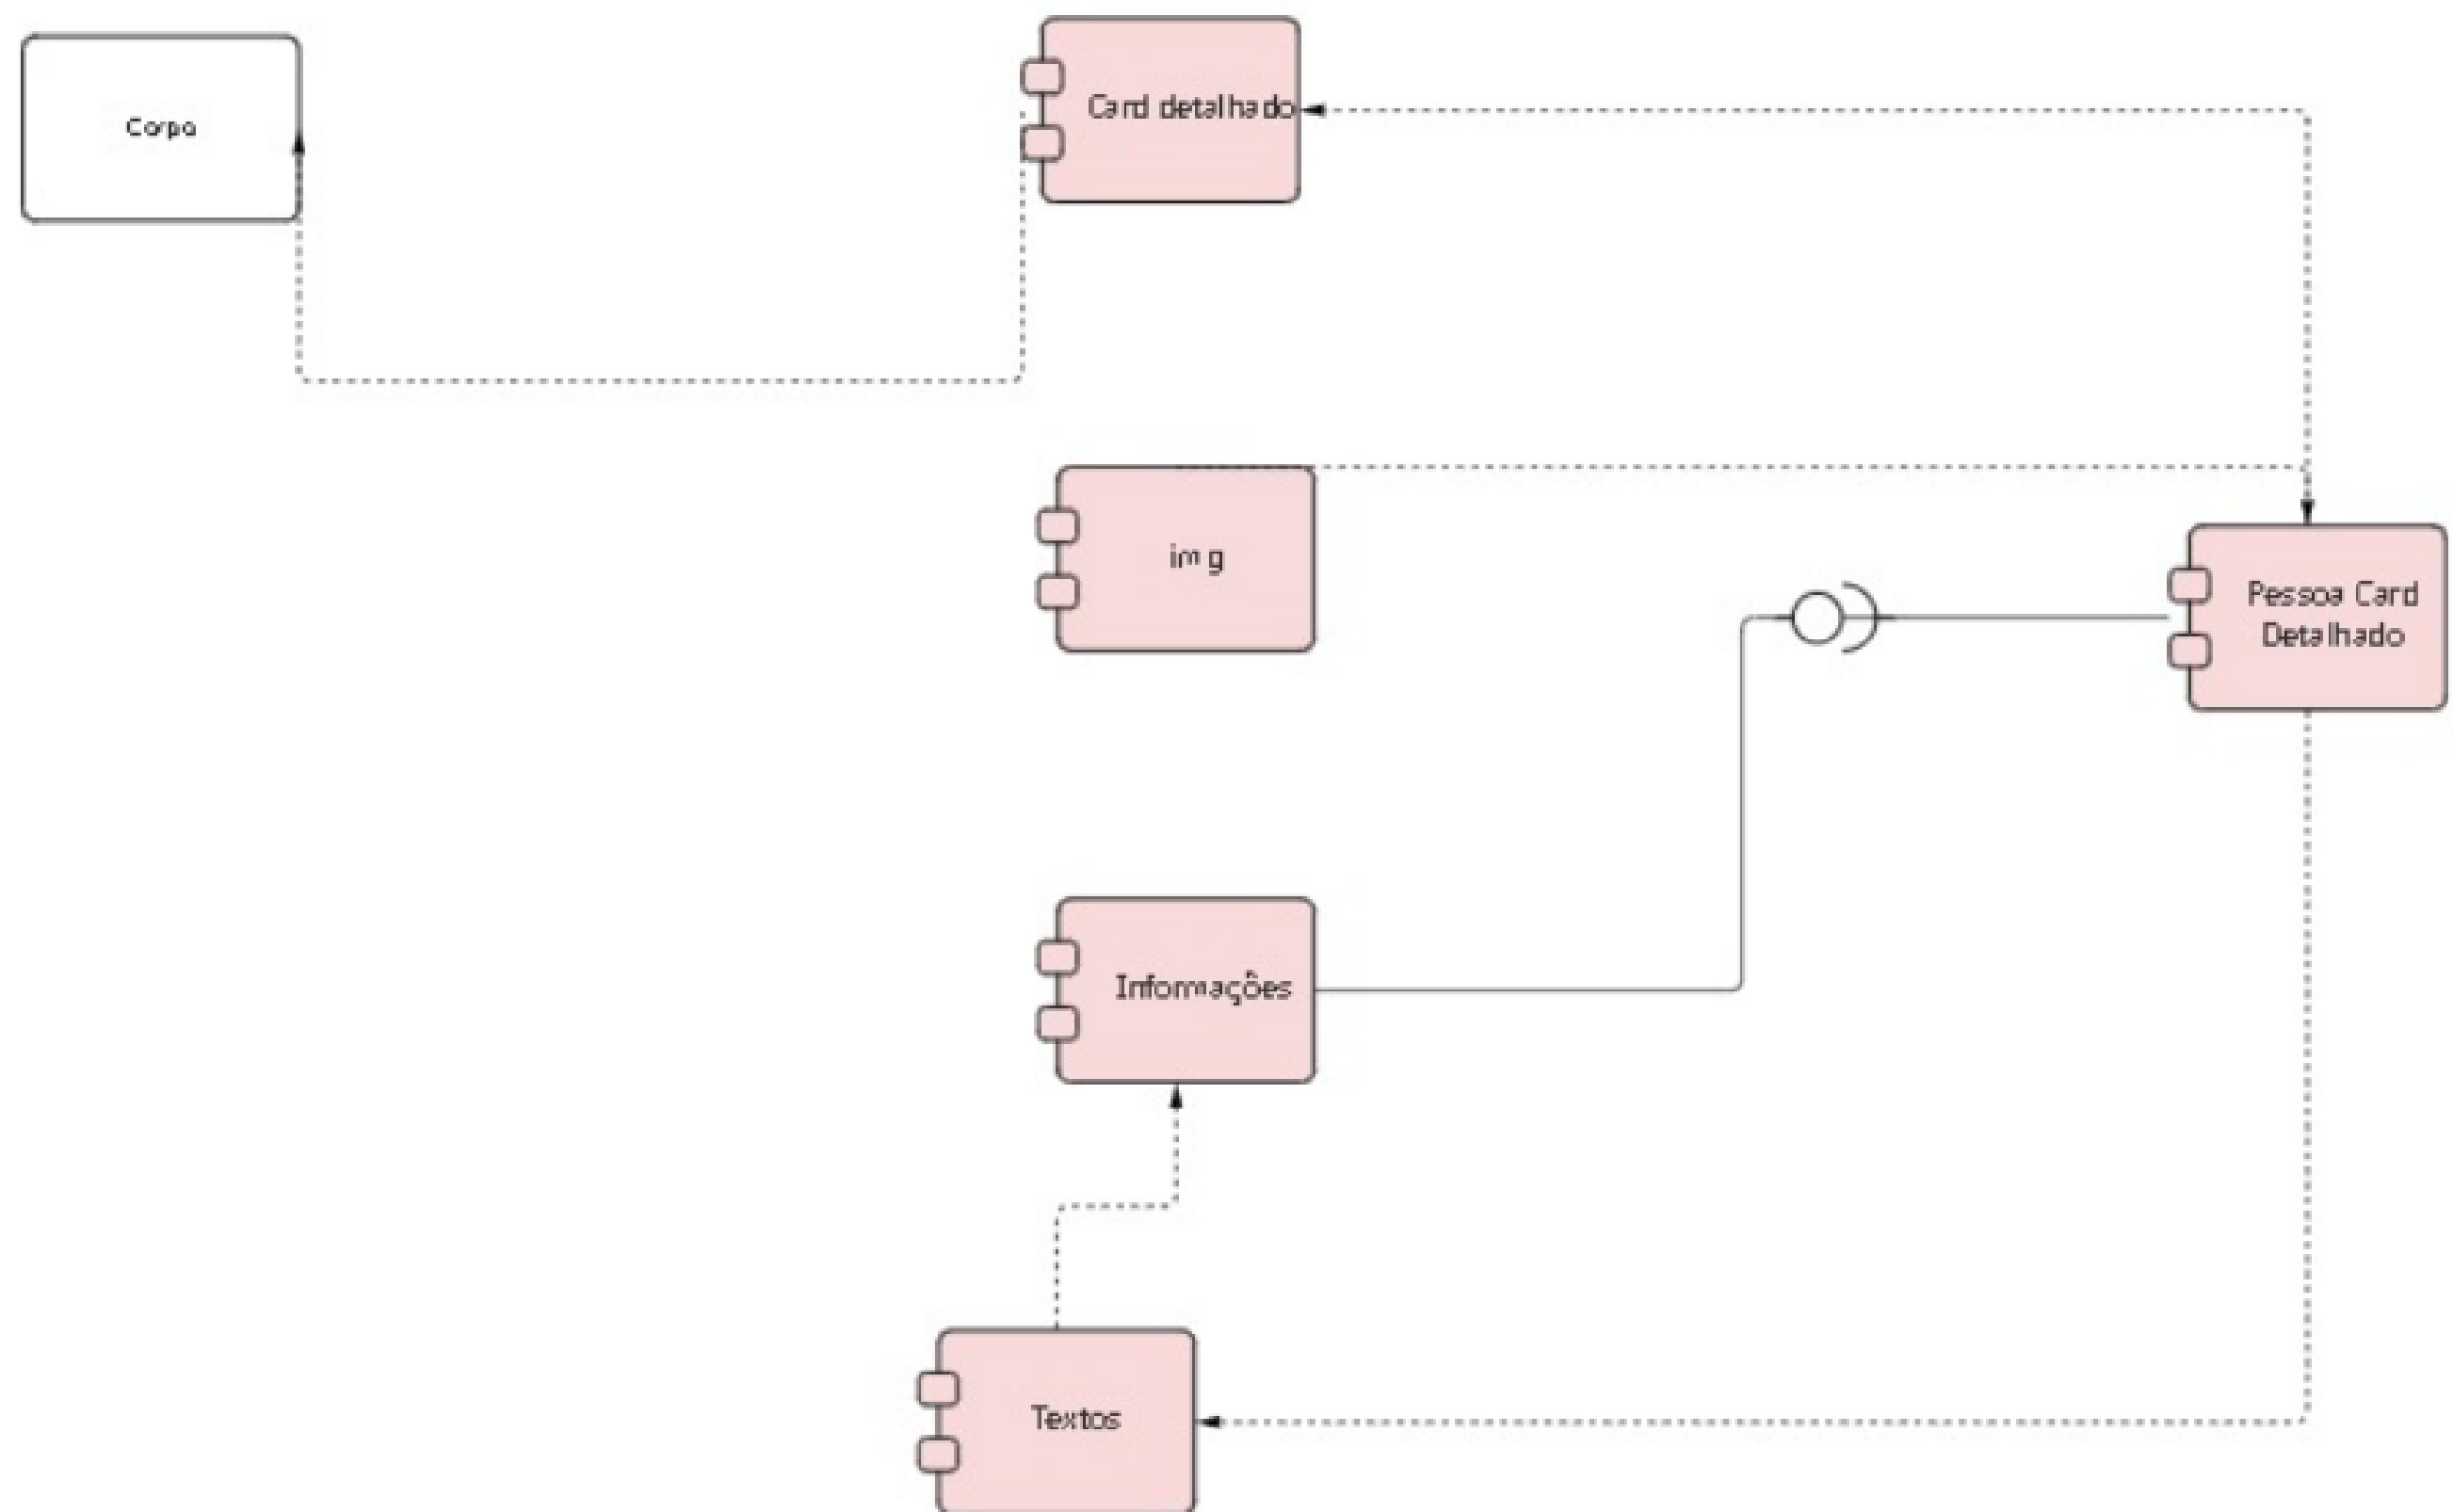 Corpo
Card detalhado
img
Pessoa Card
Detalhado
Informações
Textos